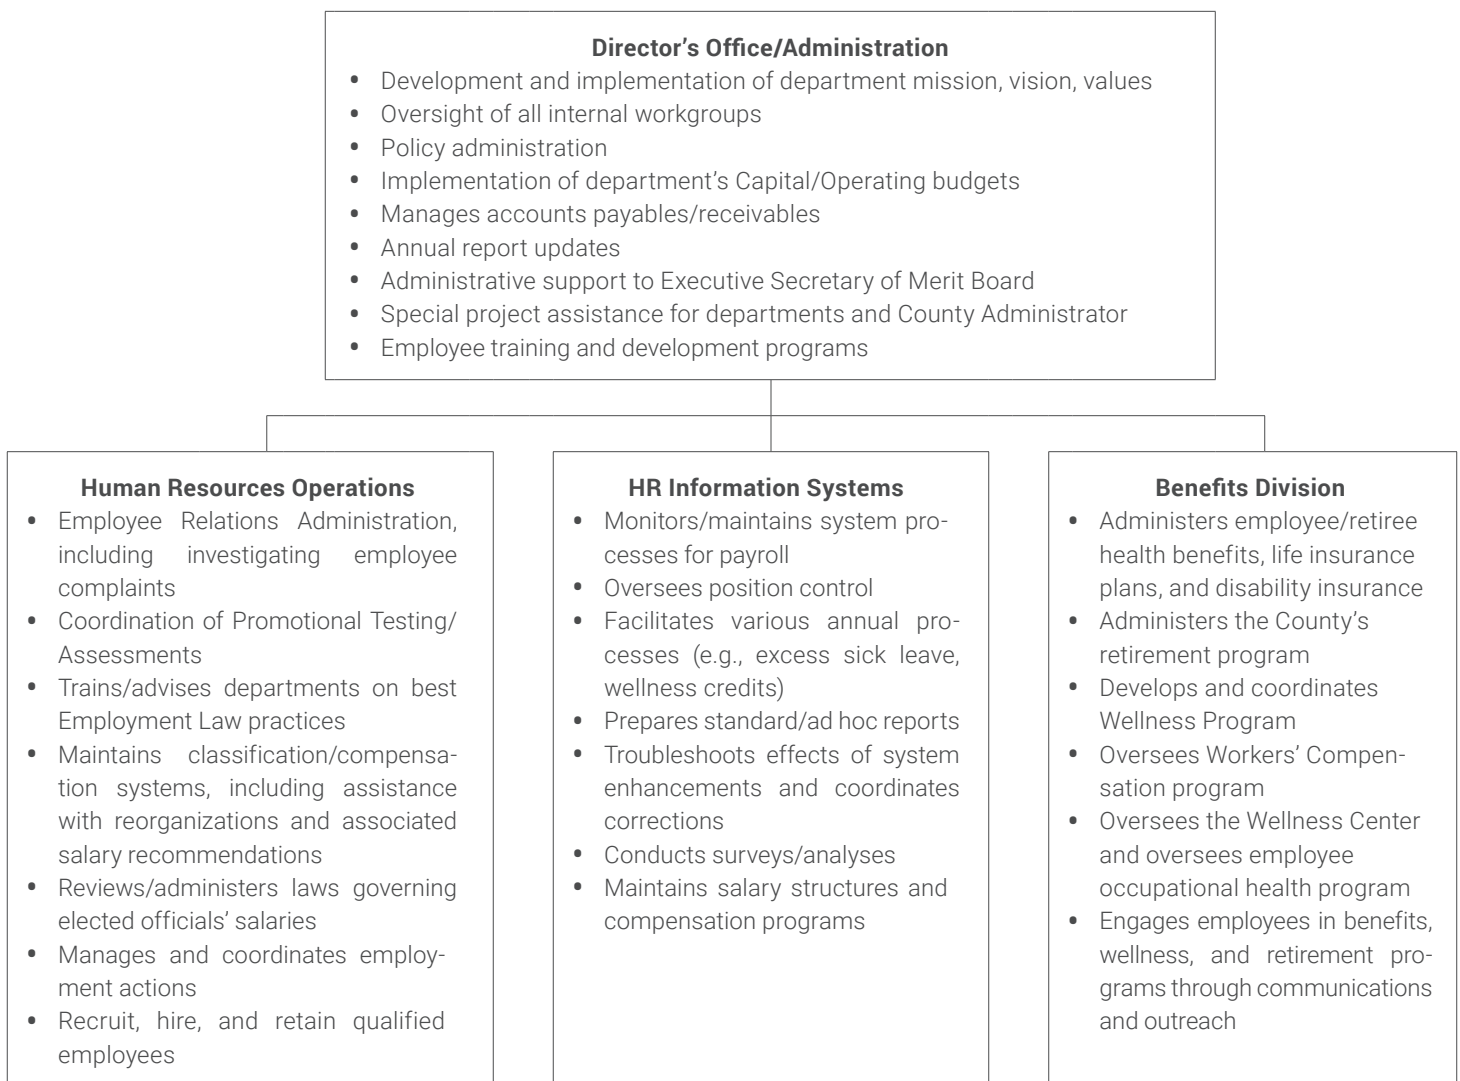 Director’s Office/Administration
• Development and implementation of department mission, vision, values
• Oversight of all internal workgroups
• Policy administration
• Implementation of department’s Capital/Operating budgets
• Manages accounts payables/receivables
• Annual report updates
• Administrative support to Executive Secretary of Merit Board
• Special project assistance for departments and County Administrator
• Employee training and development programs
Human Resources Operations
• Employee Relations Administration,
including investigating employee
complaints
• Coordination of Promotional Testing/
Assessments
• Trains/advises departments on best
Employment Law practices
• Maintains classification/compensa-
tion systems, including assistance
with reorganizations and associated
salary recommendations
• Reviews/administers laws governing
elected officials’ salaries
• Manages and coordinates employ-
ment actions
• Recruit, hire, and retain qualified
employees
HR Information Systems
• Monitors/maintains system pro-
cesses for payroll
• Oversees position control
• Facilitates various annual pro-
cesses (e.g., excess sick leave,
wellness credits)
• Prepares standard/ad hoc reports
• Troubleshoots effects of system
enhancements and coordinates
corrections
• Conducts surveys/analyses
• Maintains salary structures and
compensation programs
Benefits Division
• Administers employee/retiree
health benefits, life insurance
plans, and disability insurance
• Administers the County’s
retirement program
• Develops and coordinates
Wellness Program
• Oversees Workers’ Compen-
sation program
• Oversees the Wellness Center
and oversees employee
occupational health program
• Engages employees in benefits,
wellness, and retirement pro-
grams through communications
and outreach